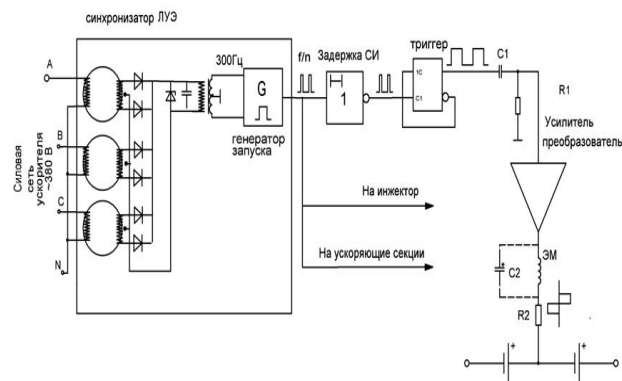 синхронизатор ЛУЭ
A
B
C
N
Силовая
сеть
ускорителя
~380 В
300Гц
G
генератор
запуска
f/n
Задержка СИ
1
триггер
1C
C1
C1
R1
Усилитель
преобразователь
На инжектор
На ускоряющие секции
ЭМ
C2
+
R2
+
+